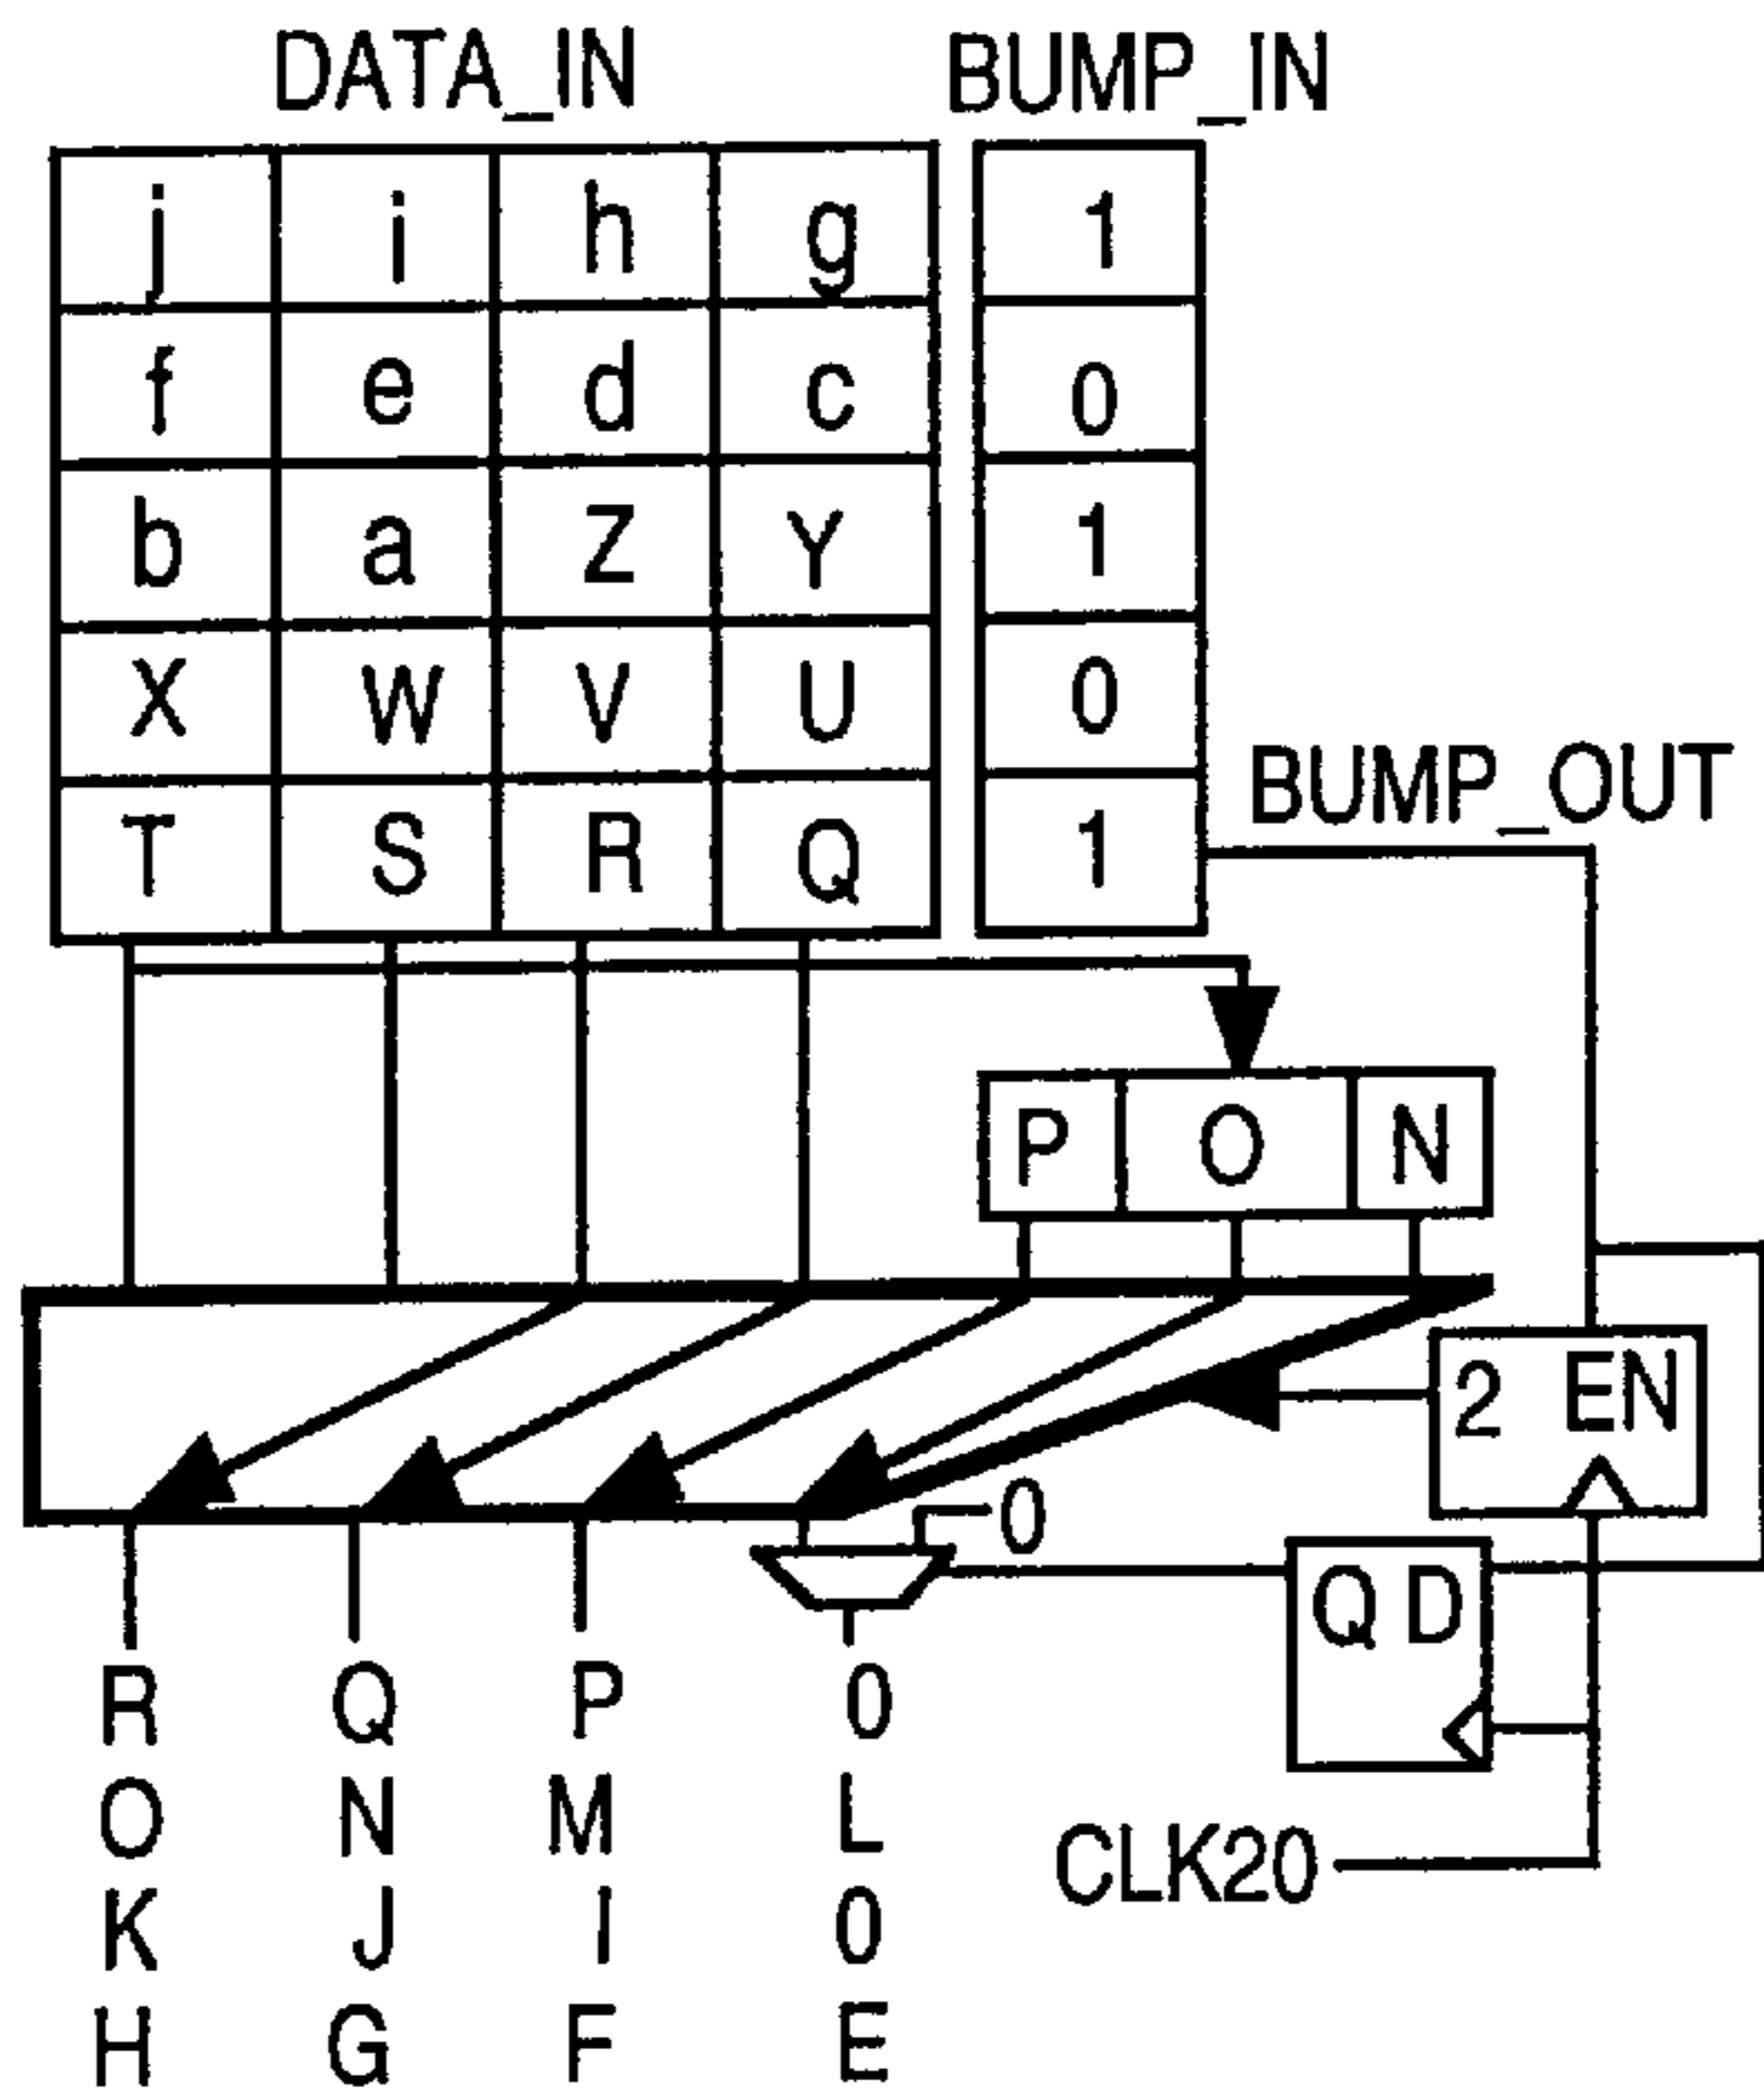 DATA_IN BUMP_IN
j i h g 1
f e d c 0
b a Z Y 1
X W V U 0
T S R Q 1
BUMP_OUT
P O N
2 EN
0
Q D
R Q P 0
O N M L
CLK20
K J I 0
H G F E